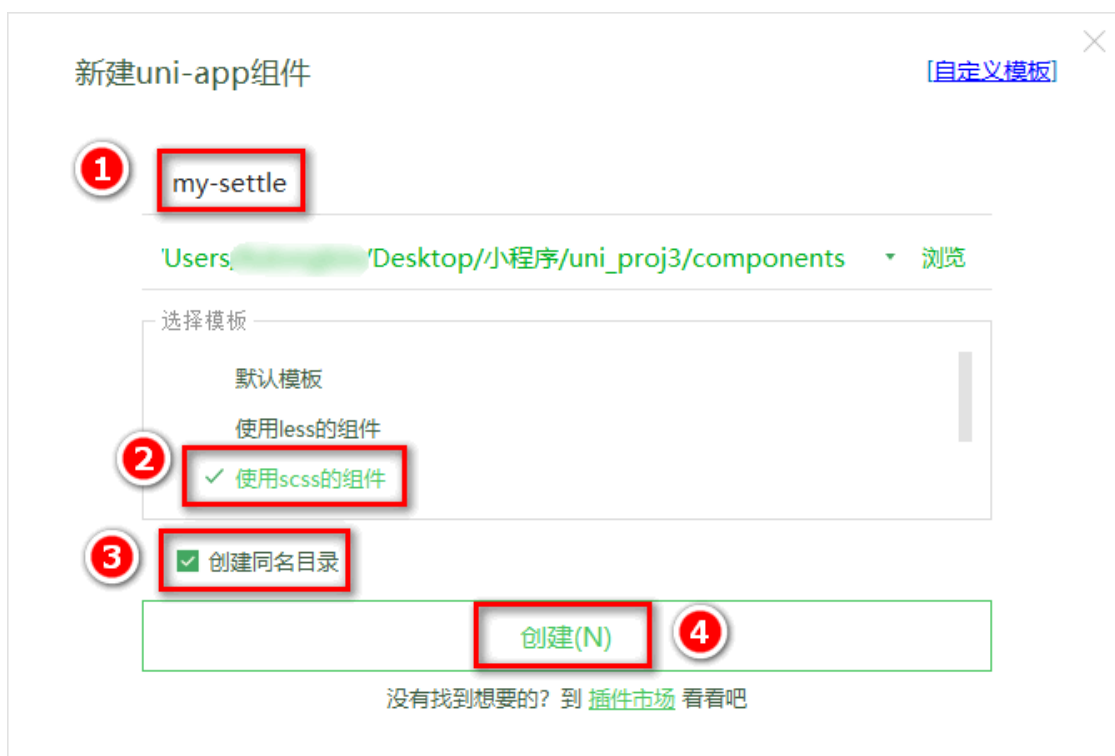 新建uni-app组件 [自定义模板]
1 my-settle
/Users/ /Desktop/小程序/uni_proj3/components 浏览
选择模板
默认模板
使用less的组件
2 使用scss的组件
3 创建同名目录
创建(N) 4
没有找到想要的？到 插件市场 看看吧